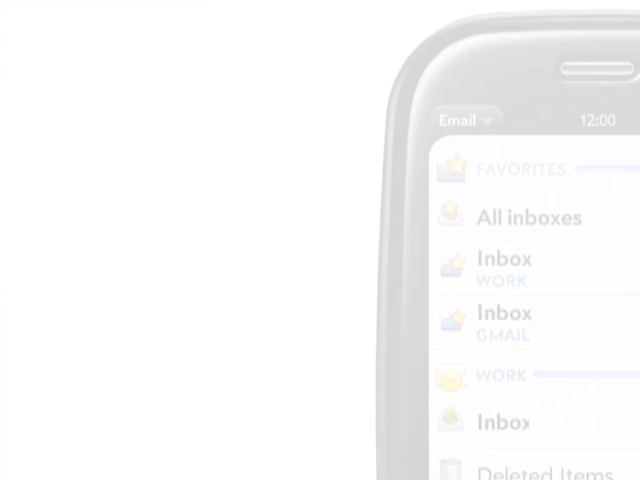 Email 12:00
FAVORITES
All inboxes
Inbox
WORK
Inbox
GMAIL
WORK
Inbox
Deleted Items